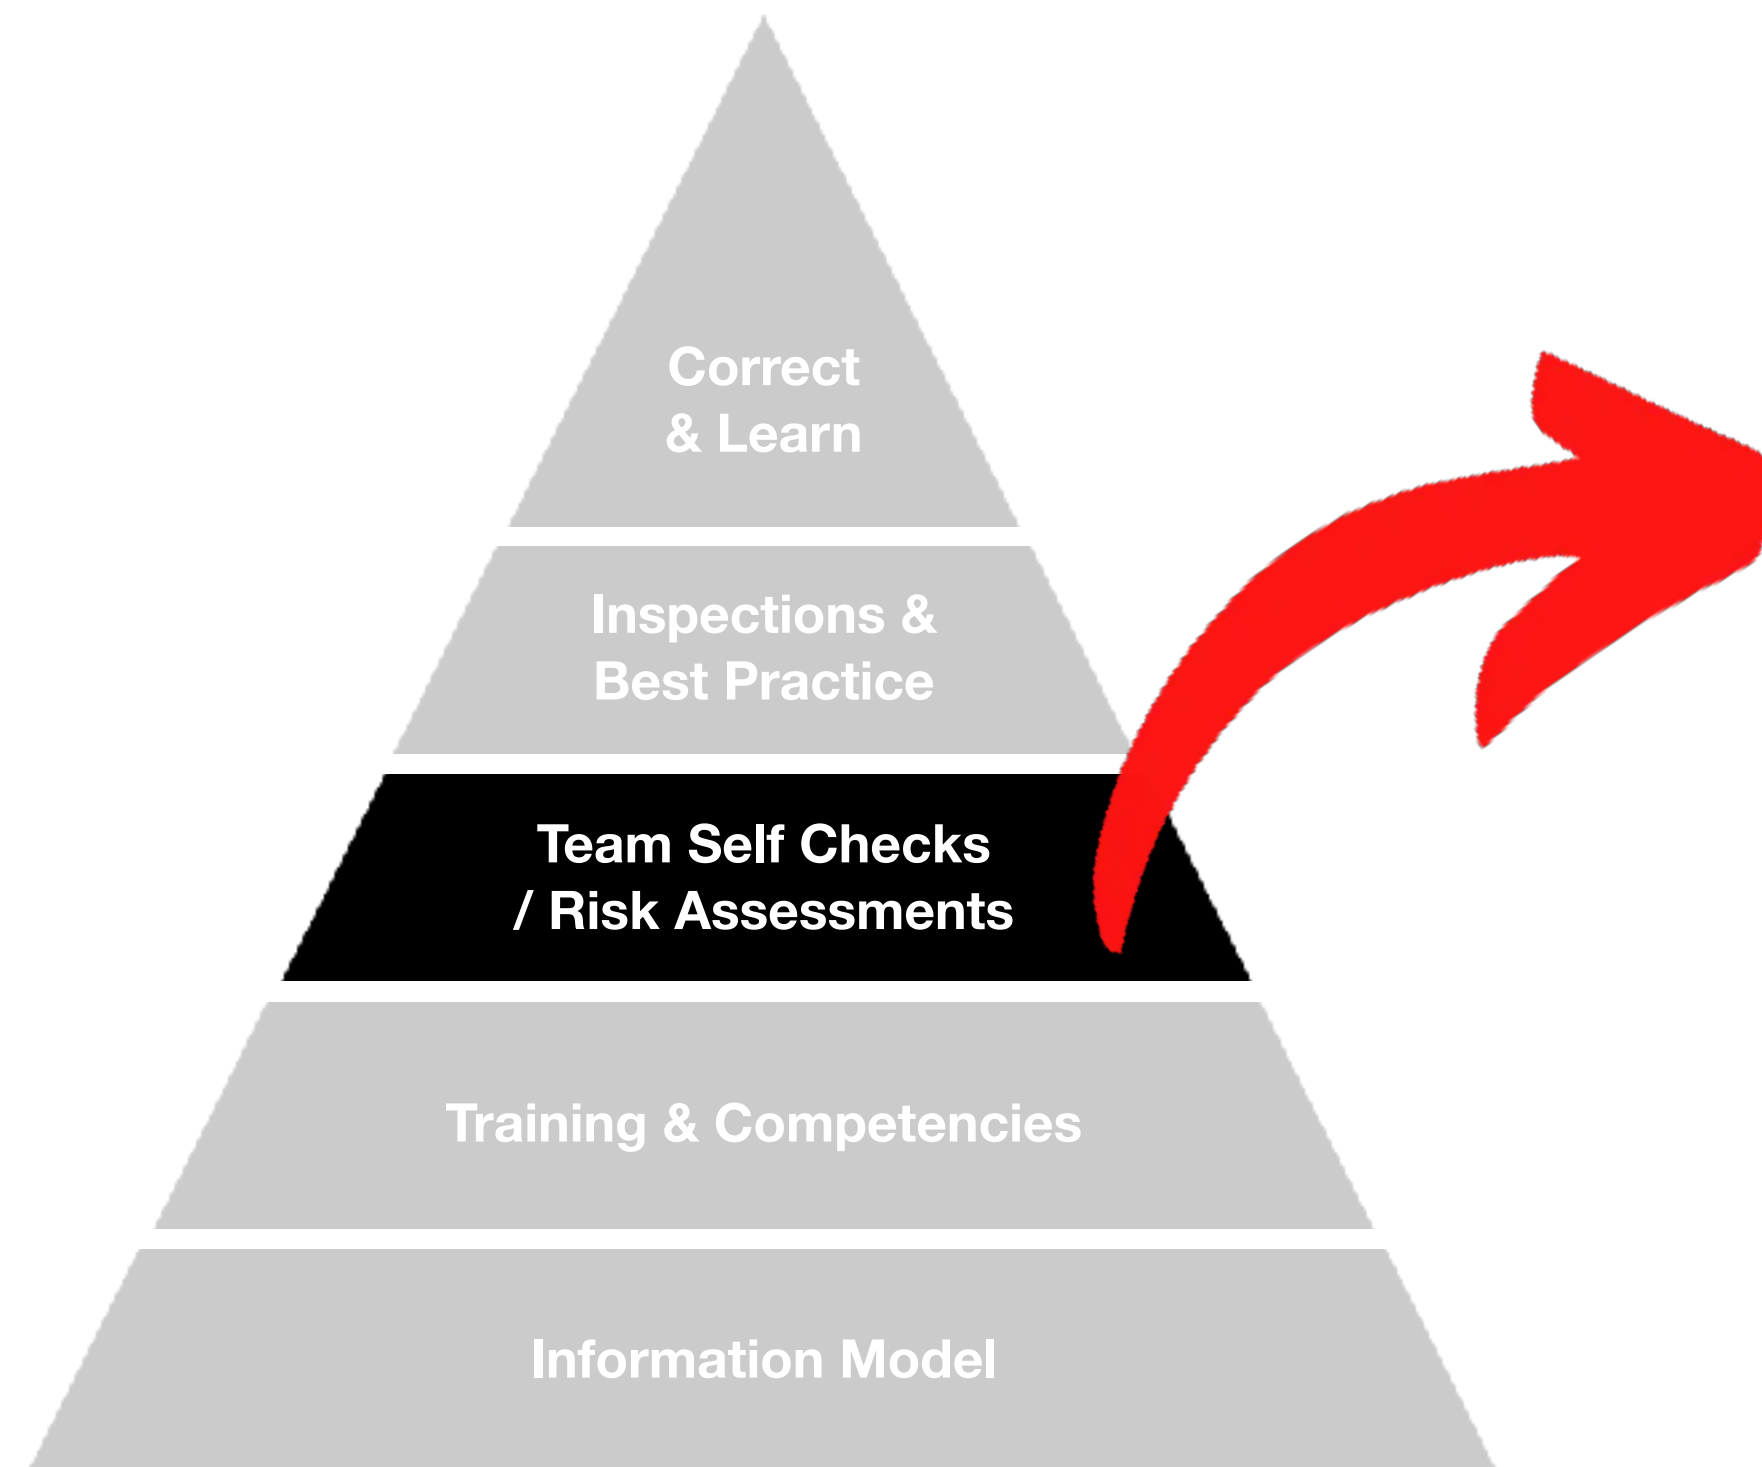 Correct
& Learn
Inspections &
Best Practice
Team Self Checks
/ Risk Assessments
Training & Competencies
Information Model